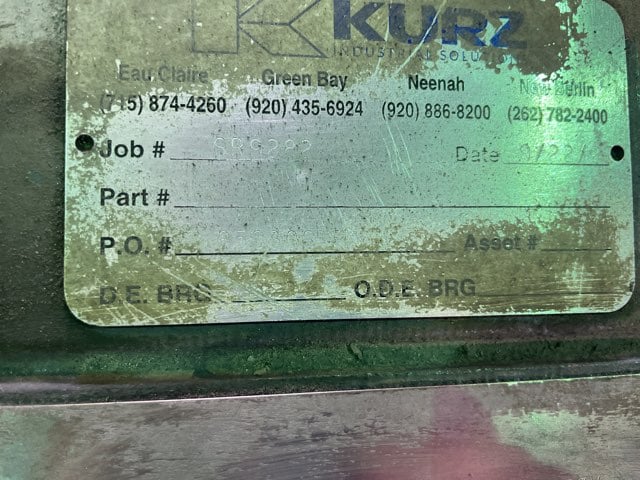 KURZ
INDUSTRIAL
Eau Claire Green Bay Neenah New Berlin
(715) 874-4260 (920) 435-6924 (920) 886-8200 (262) 782-2400
Job # Date
Part #
P.O. # Asset #
D.E. BRG O.D.E. BRG